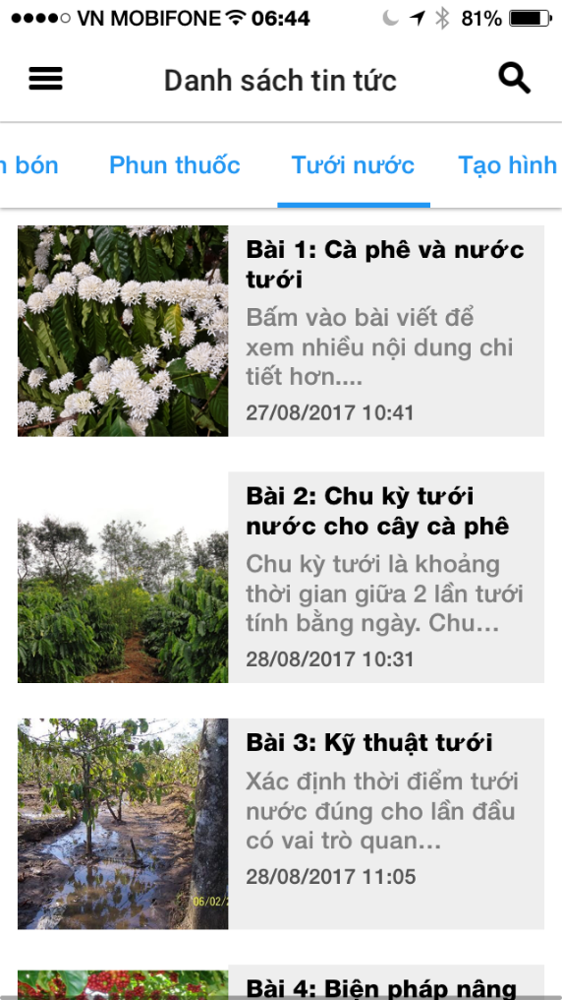 VN MOBIFONE 06:44 81%
Danh sách tin tức
bón Phun thuốc Tưới nước Tạo hình
Bài 1: Cà phê và nước
tưới
Bấm vào bài viết để
xem nhiều nội dung chi
tiết hơn....
27/08/2017 10:41
Bài 2: Chu kỳ tưới
nước cho cây cà phê
Chu kỳ tưới là khoảng
thời gian giữa 2 lần tưới
tính bằng ngày. Chu...
28/08/2017 10:31
Bài 3: Kỹ thuật tưới
Xác định thời điểm tưới
nước đúng cho lần đầu
có vai trò quan...
28/08/2017 11:05
06/02/
Bài 4: Biện pháp nâng